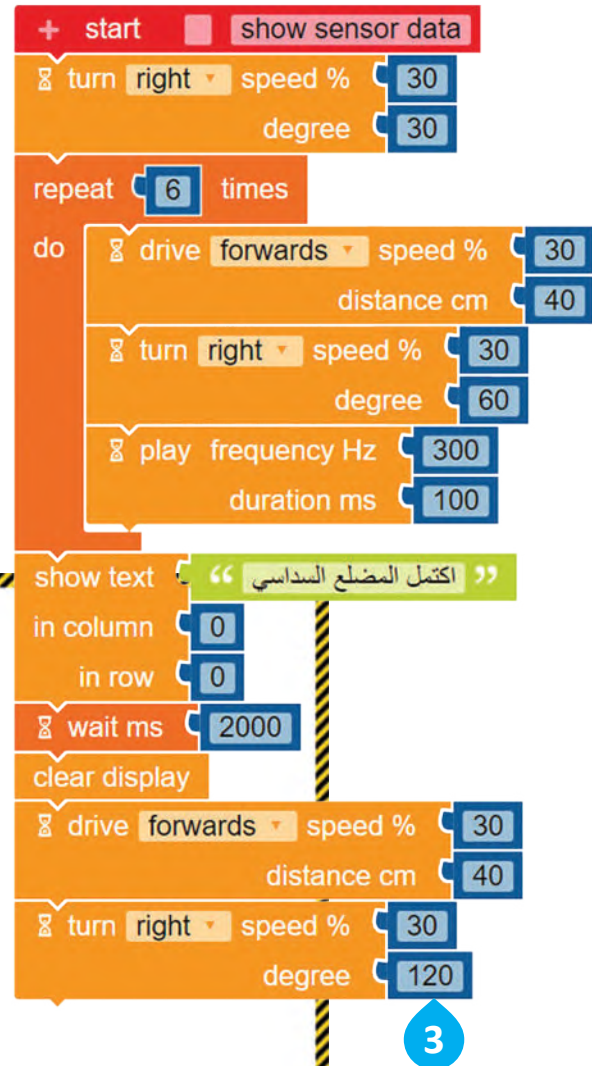 + start show sensor data
turn right speed % 30
degree 30
repeat 6 times
do drive forwards speed % 30
distance cm 40
turn right speed % 30
degree 60
play frequency Hz 300
duration ms 100
show text “ اكتمل المضلع السداسي ”
in column 0
in row 0
wait ms 2000
clear display
drive forwards speed % 30
distance cm 40
turn right speed % 30
degree 120
3